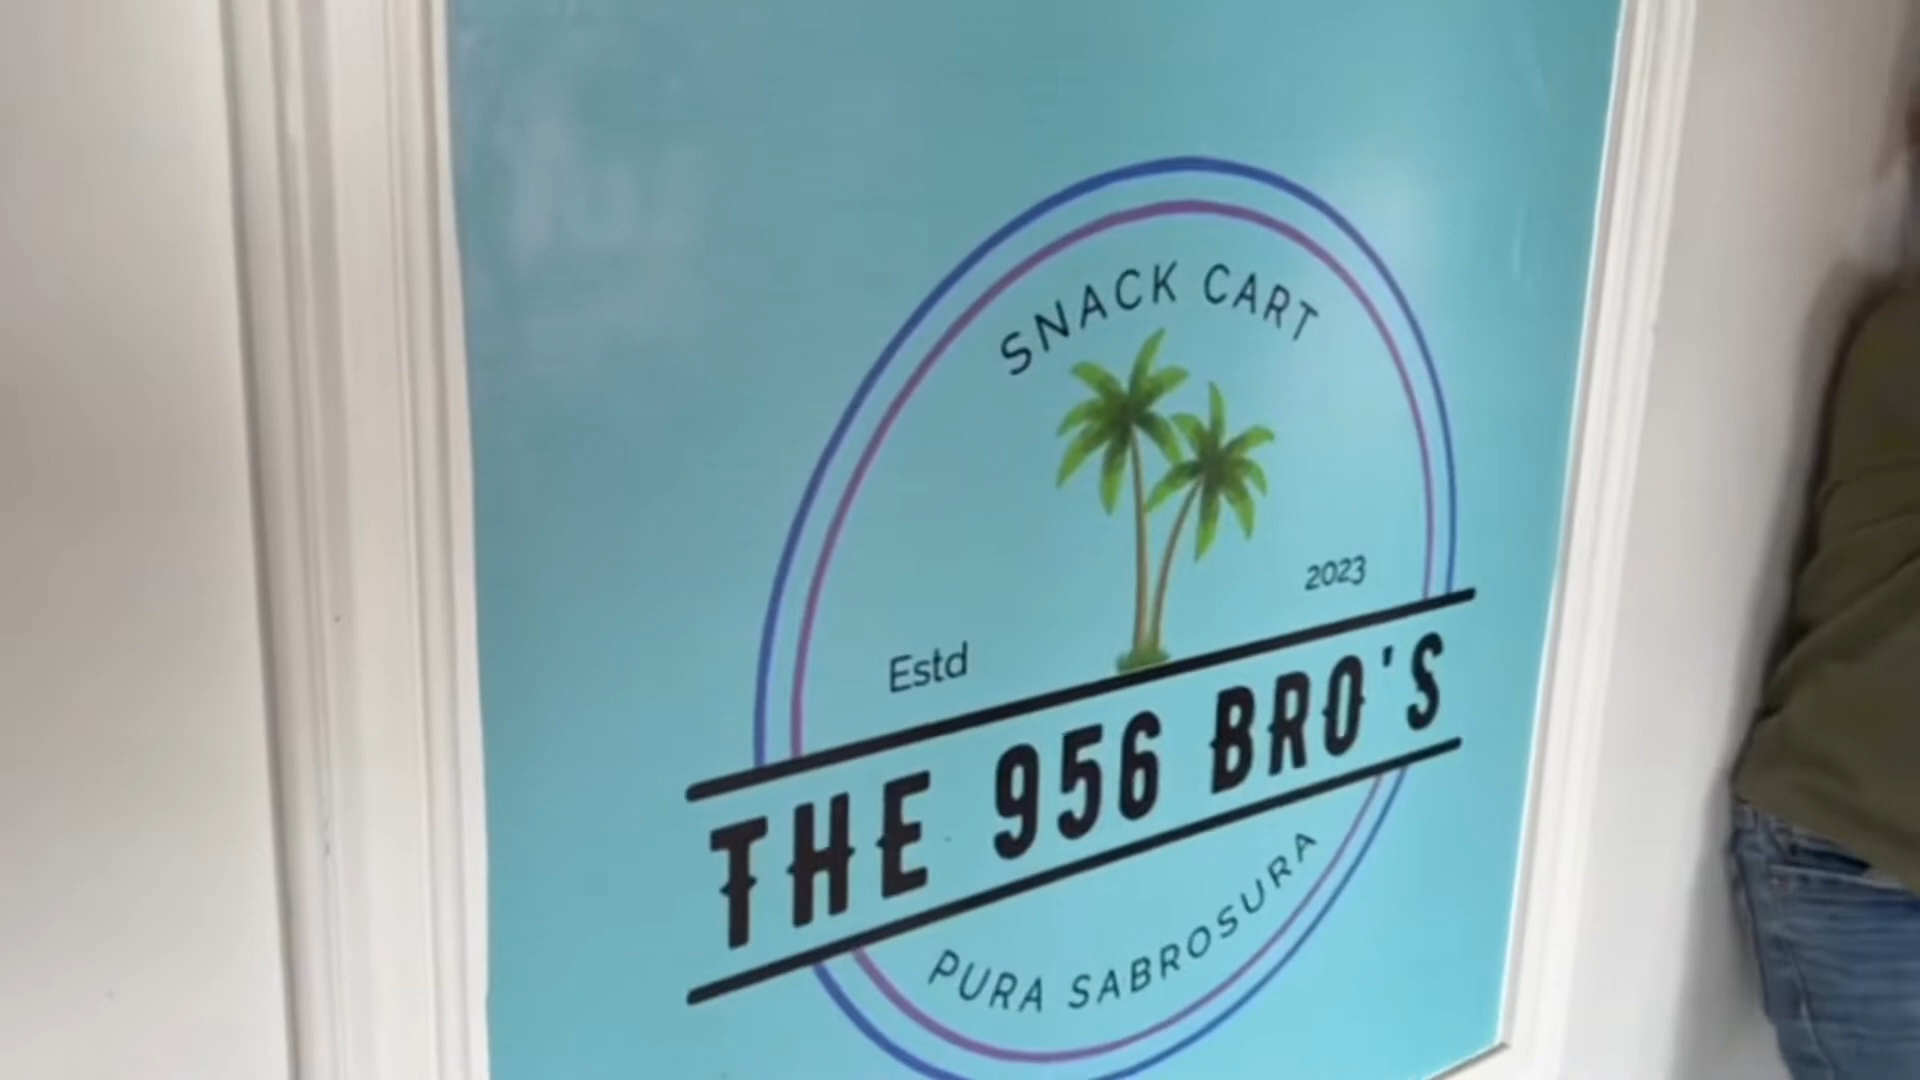 SNACK CART
Estd
2023
THE 956 BRO'S
PURA SABROSURA